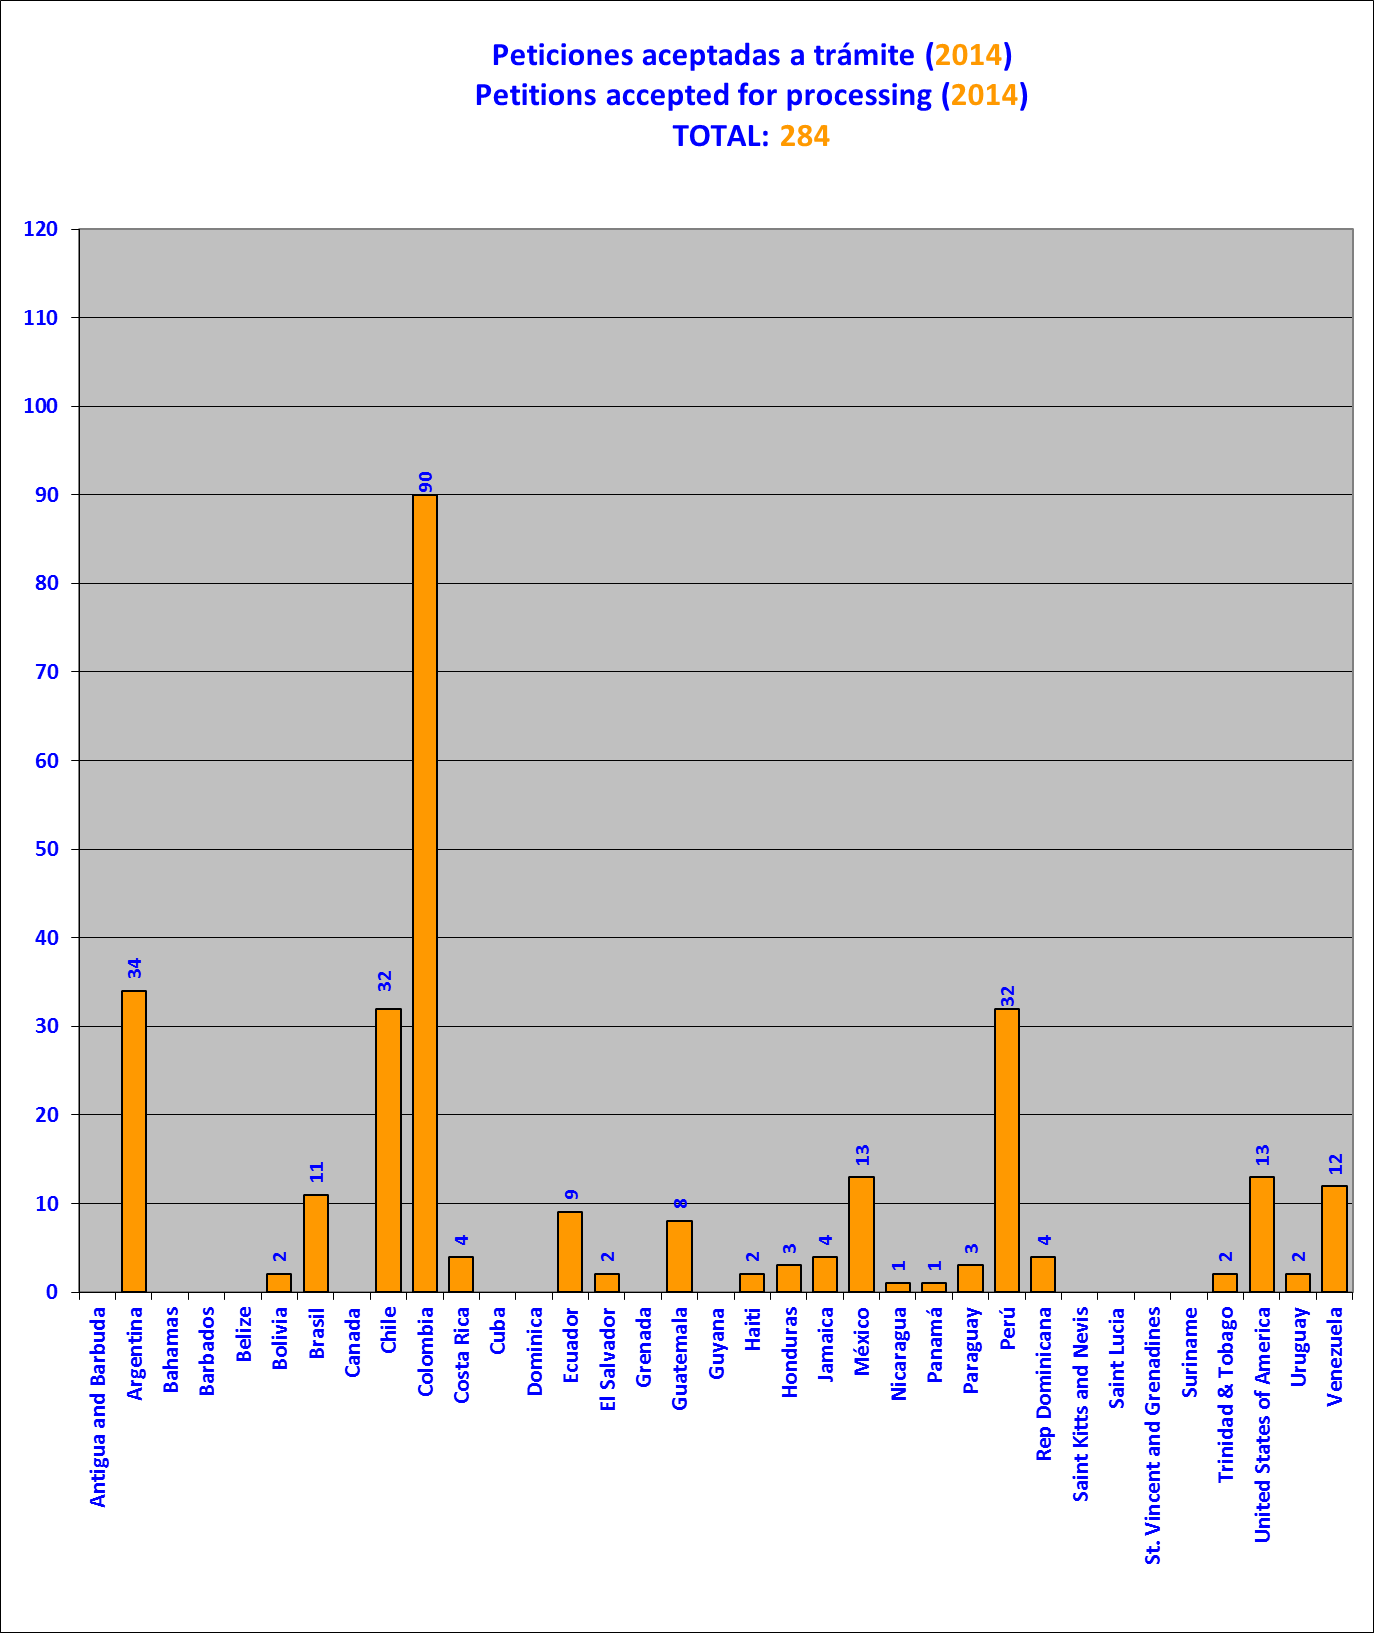 Peticiones aceptadas a trámite (2014)
Petitions accepted for processing (2014)
TOTAL: 284
120
110
100
90
80
70
60
50
40
30
20
10
0
34
2
11
32
90
4
9
2
8
2
3
4
13
1
1
3
32
4
2
13
2
12
Antigua and Barbuda
Argentina
Bahamas
Barbados
Belize
Bolivia
Brasil
Canada
Chile
Colombia
Costa Rica
Cuba
Dominica
Ecuador
El Salvador
Grenada
Guatemala
Guyana
Haiti
Honduras
Jamaica
México
Nicaragua
Panamá
Paraguay
Perú
Rep Dominicana
Saint Kitts and Nevis
Saint Lucia
St. Vincent and Grenadines
Suriname
Trinidad & Tobago
United States of America
Uruguay
Venezuela